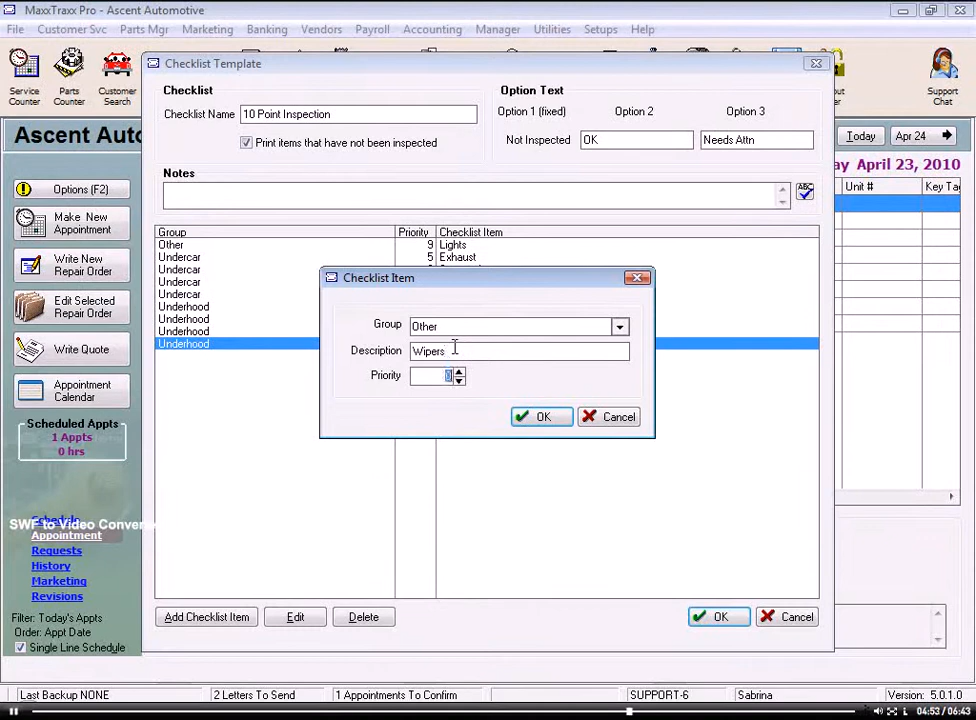 MaxxTraxx Pro - Ascent Automotive
File Customer Svc Parts Mgr Marketing Banking Vendors Payroll Accounting Manager Utilities Setups Help
Service Counter
Parts Counter
Customer Search
Support Chat
Checklist Template
Checklist
Checklist Name 10 Point Inspection
Print items that have not been inspected
Option Text
Option 1 (fixed) Option 2 Option 3
Not Inspected OK Needs Attn
Notes
ABC
Group Priority Checklist Item
Other 9 Lights
Undercar 5 Exhaust
Undercar
Undercar
Undercar
Underhood
Underhood
Underhood
Underhood
Checklist Item
Group Other
Description Wipers
Priority
OK Cancel
Add Checklist Item Edit Delete OK Cancel
Ascent Auto
Options (F2)
Make New Appointment
Write New Repair Order
Edit Selected Repair Order
Write Quote
Appointment Calendar
Scheduled Appts
1 Appts
0 hrs
SWF to Video Conver
Schedule
Appointment
Requests
History
Marketing
Revisions
Filter: Today's Appts
Order: Appt Date
Single Line Schedule
Today Apr 24
April 23, 2010
Unit # Key Tag
Last Backup NONE 2 Letters To Send 1 Appointments To Confirm SUPPORT-6 Sabrina Version: 5.0.1.0
04:53 / 06:43